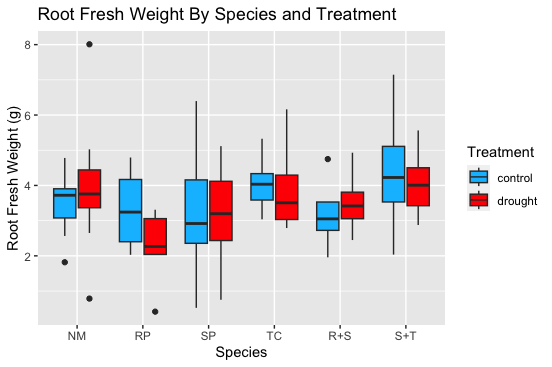 Root Fresh Weight By Species and Treatment
Root Fresh Weight (g)
8
6
4
2
NM RP SP TC R+S S+T
Species
Treatment
control
drought